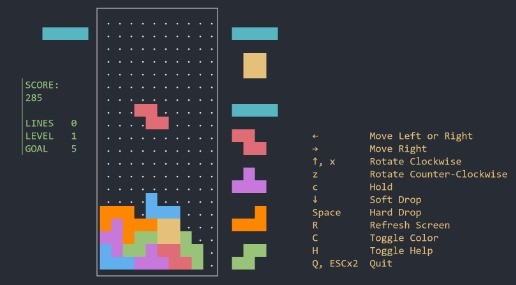 SCORE:
285
LINES 0
LEVEL 1
GOAL 5
← Move Left or Right
→ Move Right
↑, x Rotate Clockwise
z Rotate Counter-Clockwise
c Hold
↓ Soft Drop
Space Hard Drop
R Refresh Screen
C Toggle Color
H Toggle Help
Q, ESCx2 Quit